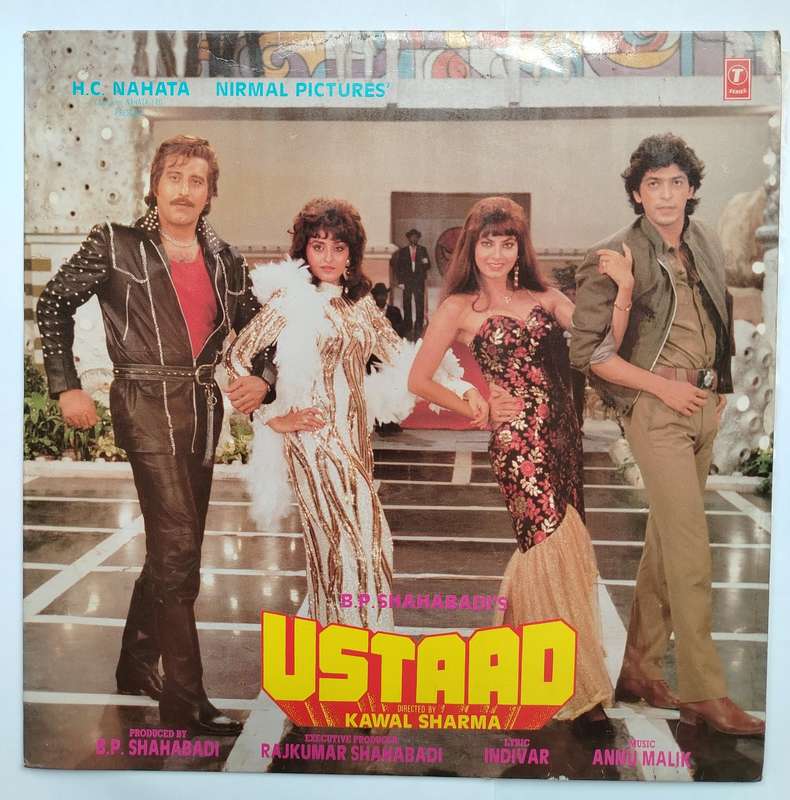 H.C. NAHATA NIRMAL PICTURES'
T
SERIES
B.P. SHAHABADI'S
USTAAD
DIRECTED BY
KAWAL SHARMA
PRODUCED BY
B.P. SHAHABADI
EXECUTIVE PRODUCER
RAJKUMAR SHAHABADI
LYRIC
INDIVAR
MUSIC
ANNU MALIK